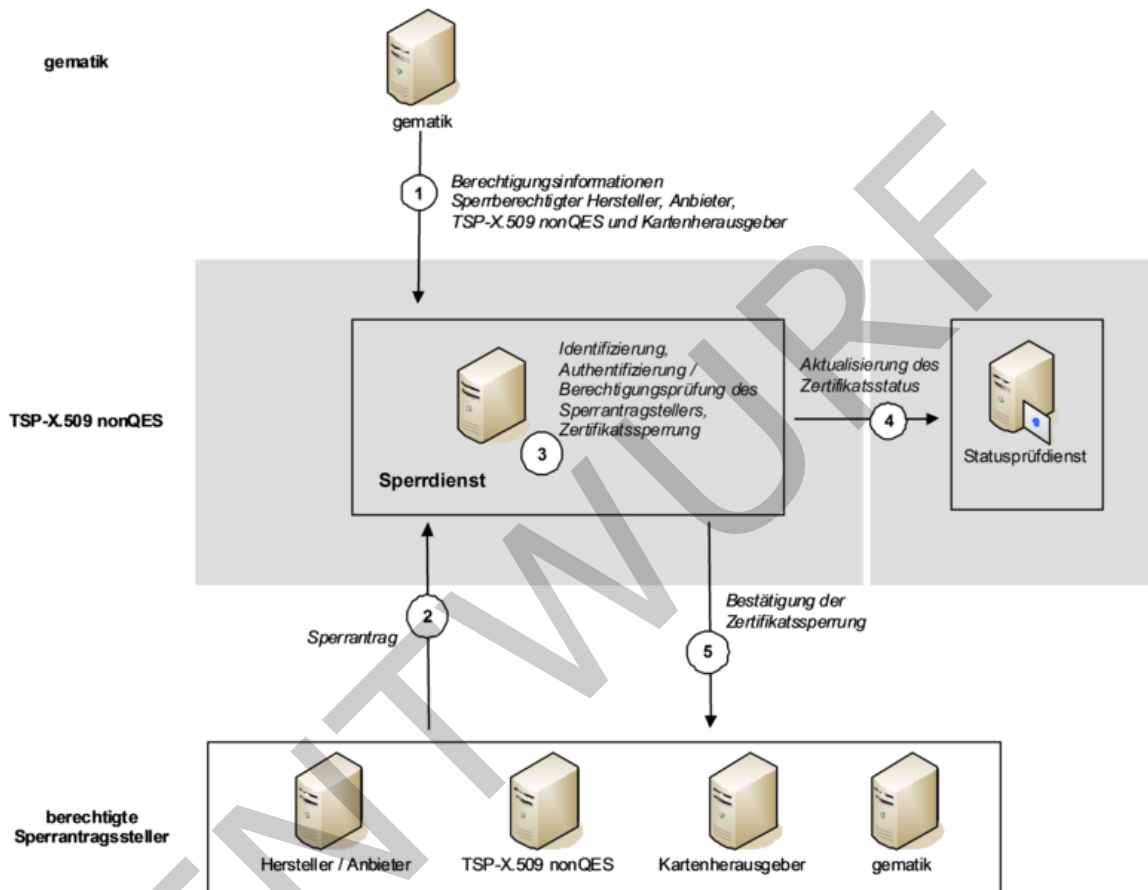 gematik
gematik
1
Berechtigungsinformationen
Sperrberechtigter Hersteller, Anbieter,
TSP-X.509 nonQES und Kartenherausgeber
TSP-X.509 nonQES
Identifizierung,
Authentifizierung /
Berechtigungsprüfung des
Sperrantragstellers,
Zertifikatssperrung
3
Sperrdienst
Aktualisierung des
Zertifikatsstatus
4
Statusprüfdienst
2
Sperrantrag
Bestätigung der
Zertifikatssperrung
5
berechtigte
Sperrantragssteller
Hersteller / Anbieter
TSP-X.509 nonQES
Kartenherausgeber
gematik
ENTWURF